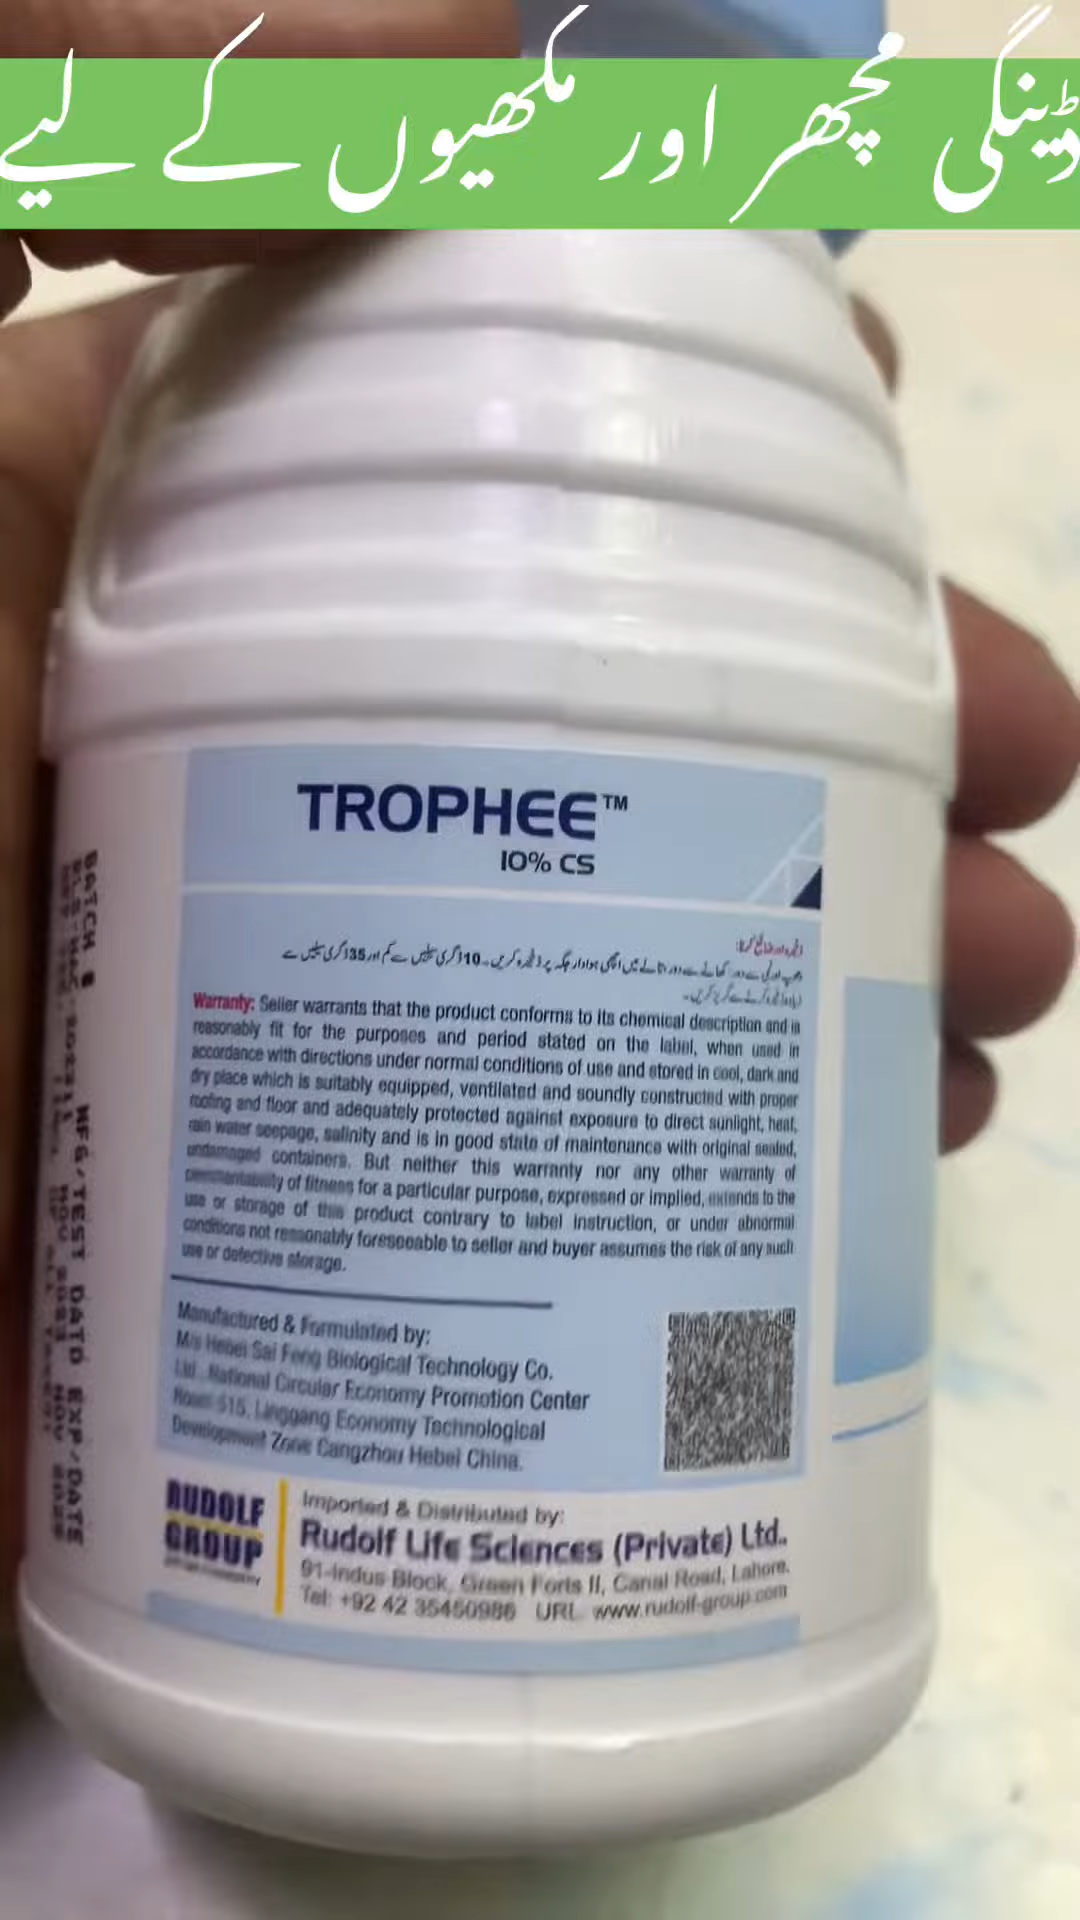 ڈینگی مچھر اور مکھیوں کے لیے
TROPHEE™
10% CS
ذخیرہ اور ضائع کرنا:
Warranty: Seller warrants that the product conforms to its chemical description and is
reasonably fit for the purposes and period stated on the label, when used in
accordance with directions under normal conditions of use and stored in cool, dark and
dry place which is suitably equipped, ventilated and soundly constructed with proper
roofing and floor and adequately protected against exposure to direct sunlight, heat,
rain water seepage, salinity and is in good state of maintenance with original sealed,
undamaged containers. But neither this warranty nor any other warranty of
of fitness for a particular purpose, expressed or implied, extends to the
use or storage of this product contrary to label instruction, or under abnormal
conditions not reasonably foreseeable to seller and buyer assumes the risk of any such
use or defective storage.
Manufactured & Formulated by:
M/s Hebei Sai Feng Biological Technology Co.
Ltd., National Circular Economy Promotion Center
Room 515, Linggang Economy Technological
Development Zone Cangzhou Hebei China.
RUDOLF
GROUP
Imported & Distributed by:
Rudolf Life Sciences (Private) Ltd.
91-Indus Block, Green Forts II, Canal Road, Lahore.
Tel: +92 42 35450986 URL www.rudolf-group.com
BATCH # MFG/TEST DATD EXP/DATE